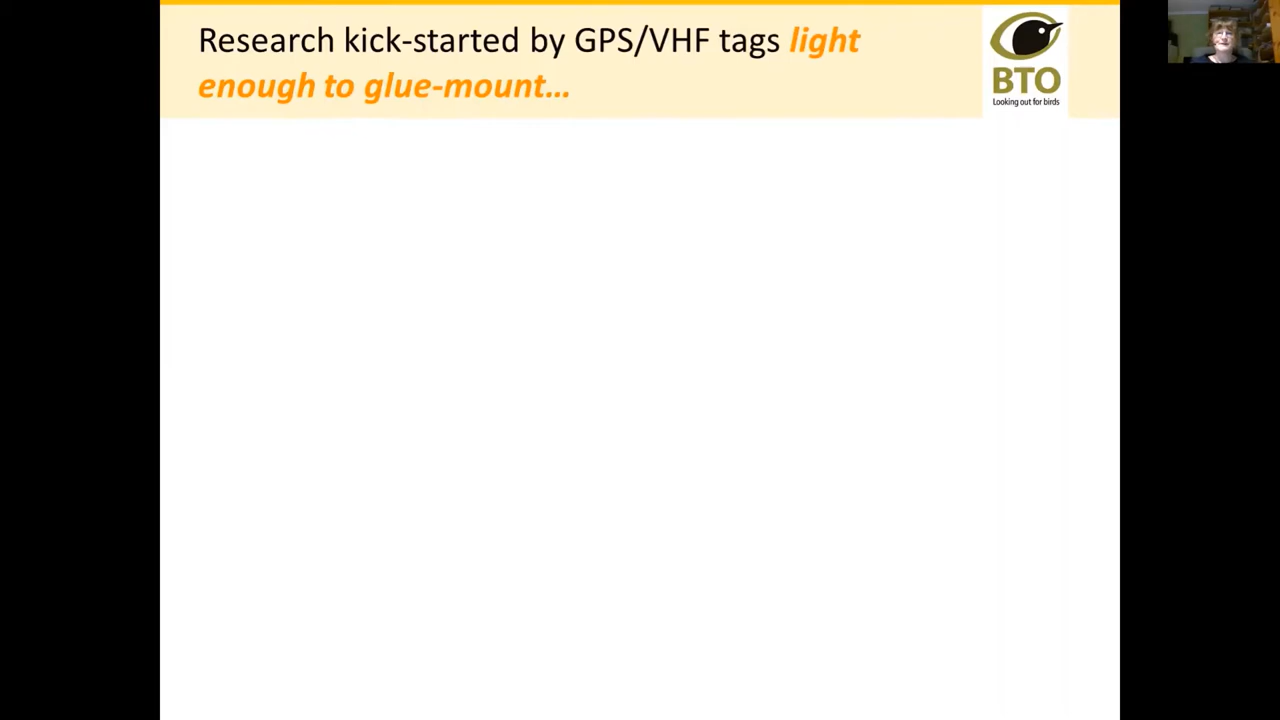 Research kick-started by GPS/VHF tags light
enough to glue-mount…
BTO
Looking out for birds